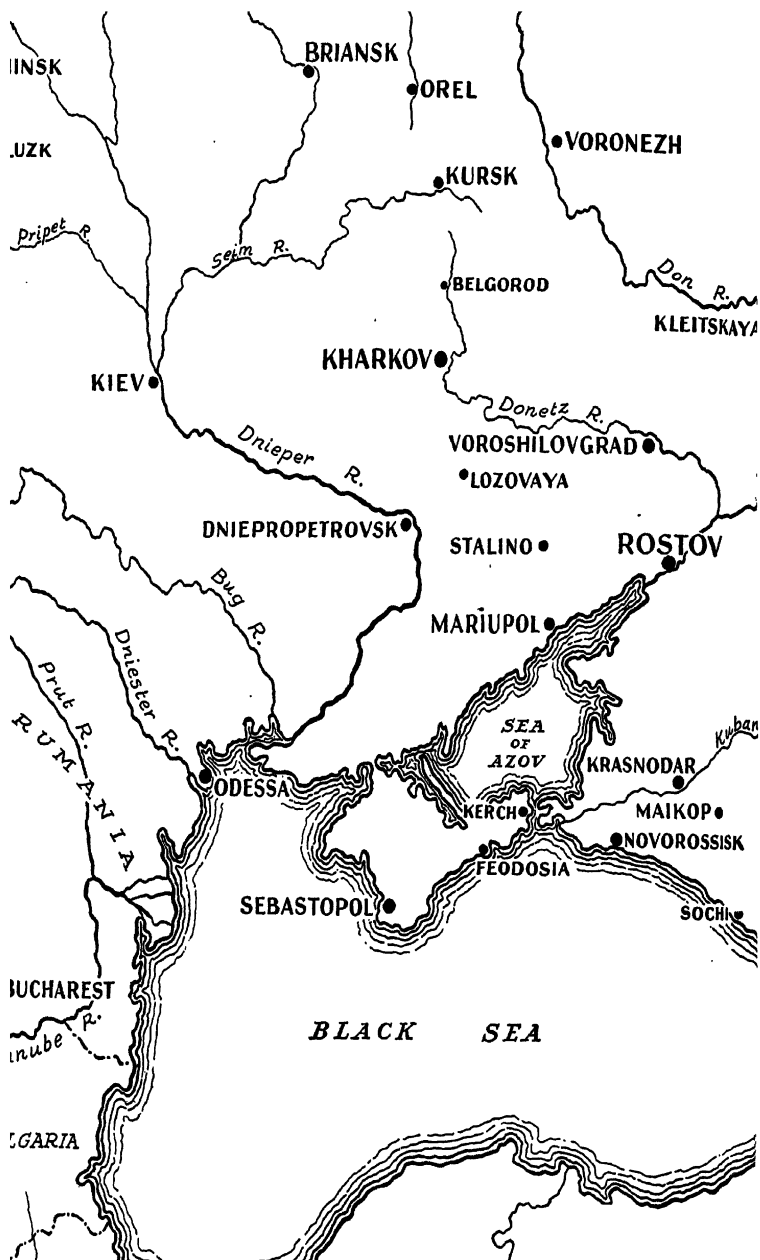 BRIANSK
INSK
OREL
VORONEZH
UZK
KURSK
Pripet R.
Seim R.
Don R.
BELGOROD
KLEITSKAYA
KHARKOV
KIEV
Donetz R.
Dnieper R.
VOROSHILOVGRAD
LOZOVAYA
DNIEPROPETROVSK
STALINO
ROSTOV
Bug R.
MARIUPOL
Dniester R.
Prut R.
RUMANIA
SEA
OF
AZOV
Kuban
KRASNODAR
ODESSA
KERCH
MAIKOP
NOVOROSSISK
FEODOSIA
SEBASTOPOL
SOCHI
BUCHAREST
nube R.
BLACK SEA
LGARIA